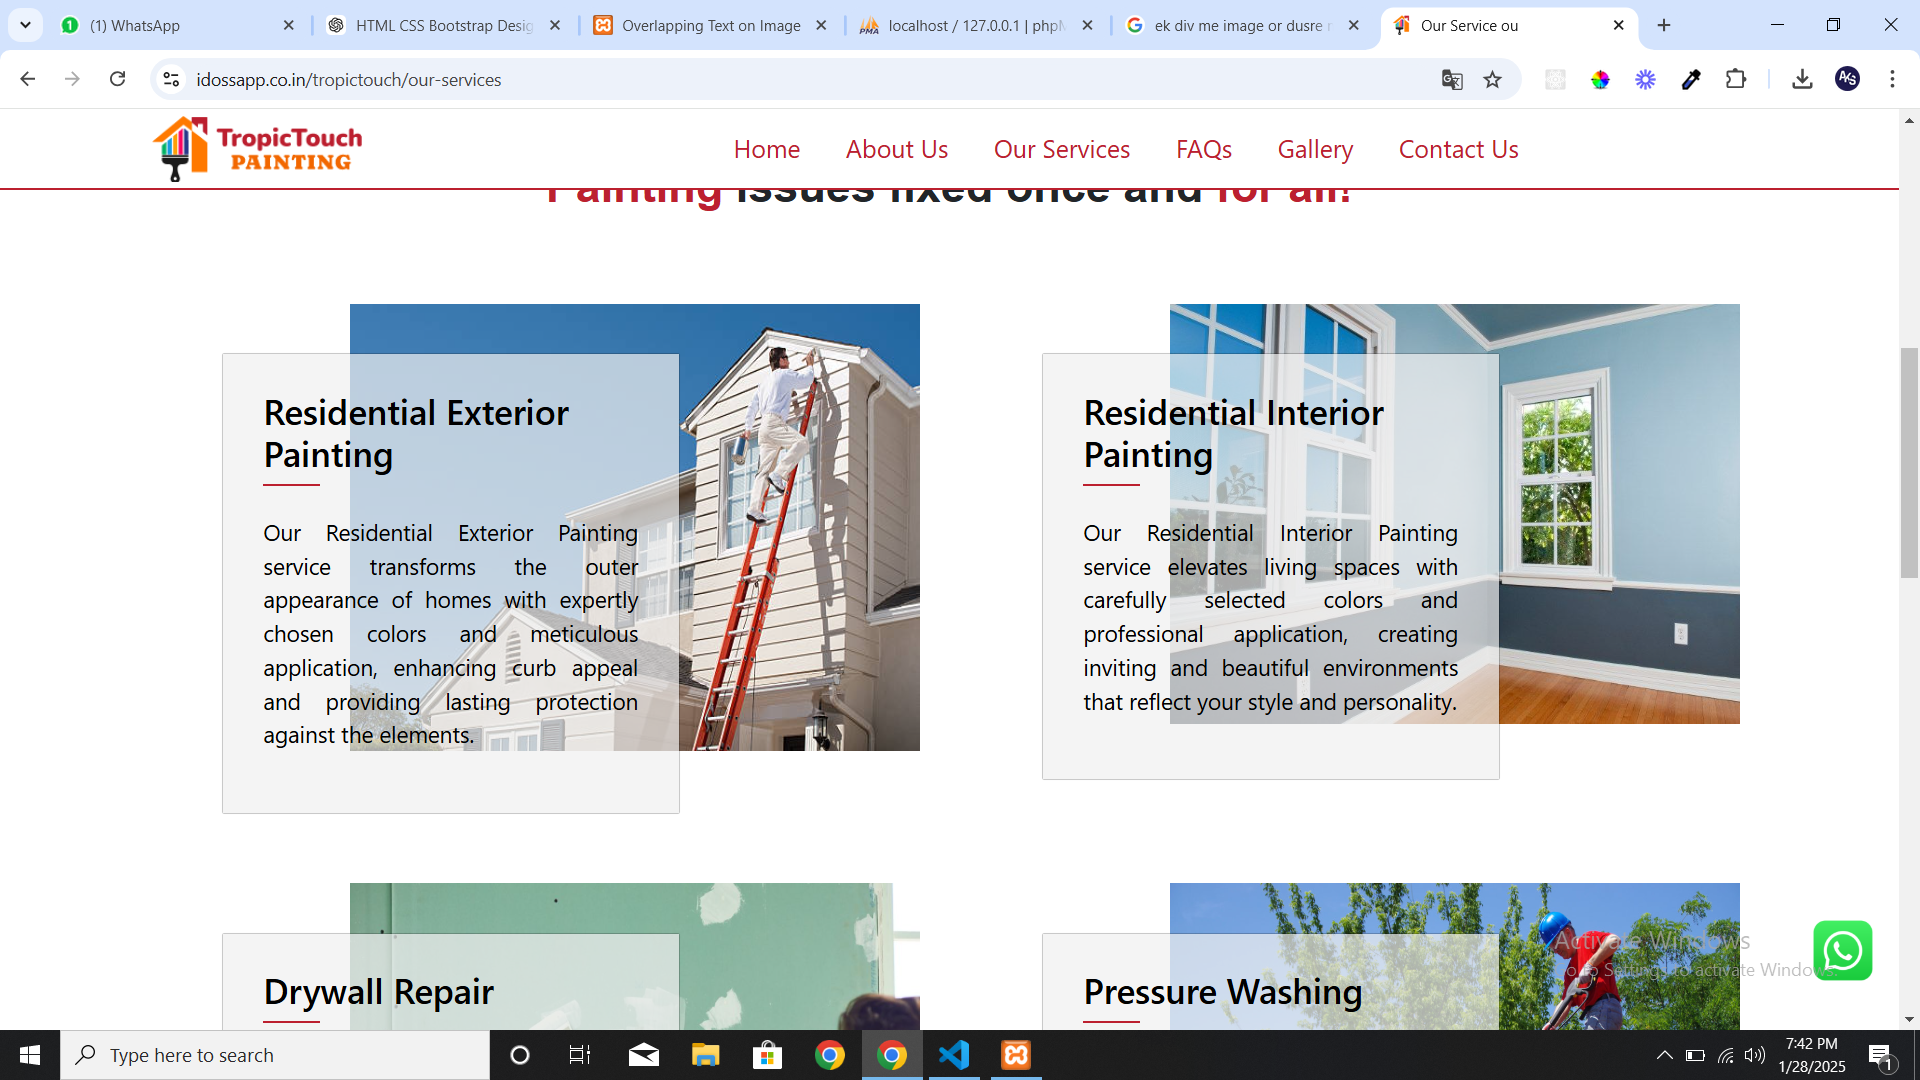 (1) WhatsApp
HTML CSS Bootstrap Desig
Overlapping Text on Image
localhost / 127.0.0.1 | phpM
ek div me image or dusre
Our Service ou
idossapp.co.in/tropictouch/our-services
AKS
TropicTouch
PAINTING
Home
About Us
Our Services
FAQs
Gallery
Contact Us
Painting issues fixed once and for all!
Residential Exterior
Painting
Our Residential Exterior Painting
service transforms the outer
appearance of homes with expertly
chosen colors and meticulous
application, enhancing curb appeal
and providing lasting protection
against the elements.
Residential Interior
Painting
Our Residential Interior Painting
service elevates living spaces with
carefully selected colors and
professional application, creating
inviting and beautiful environments
that reflect your style and personality.
Drywall Repair
Pressure Washing
Activate Windows
Go to Settings to activate Windows.
Type here to search
7:42 PM
1/28/2025
1